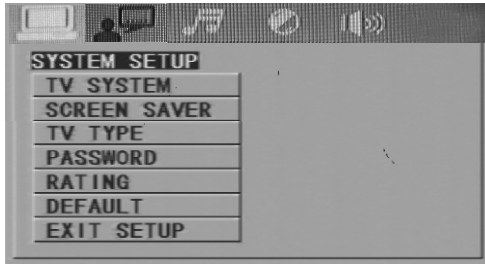 SYSTEM SETUP
TV SYSTEM
SCREEN SAVER
TV TYPE
PASSWORD
RATING
DEFAULT
EXIT SETUP